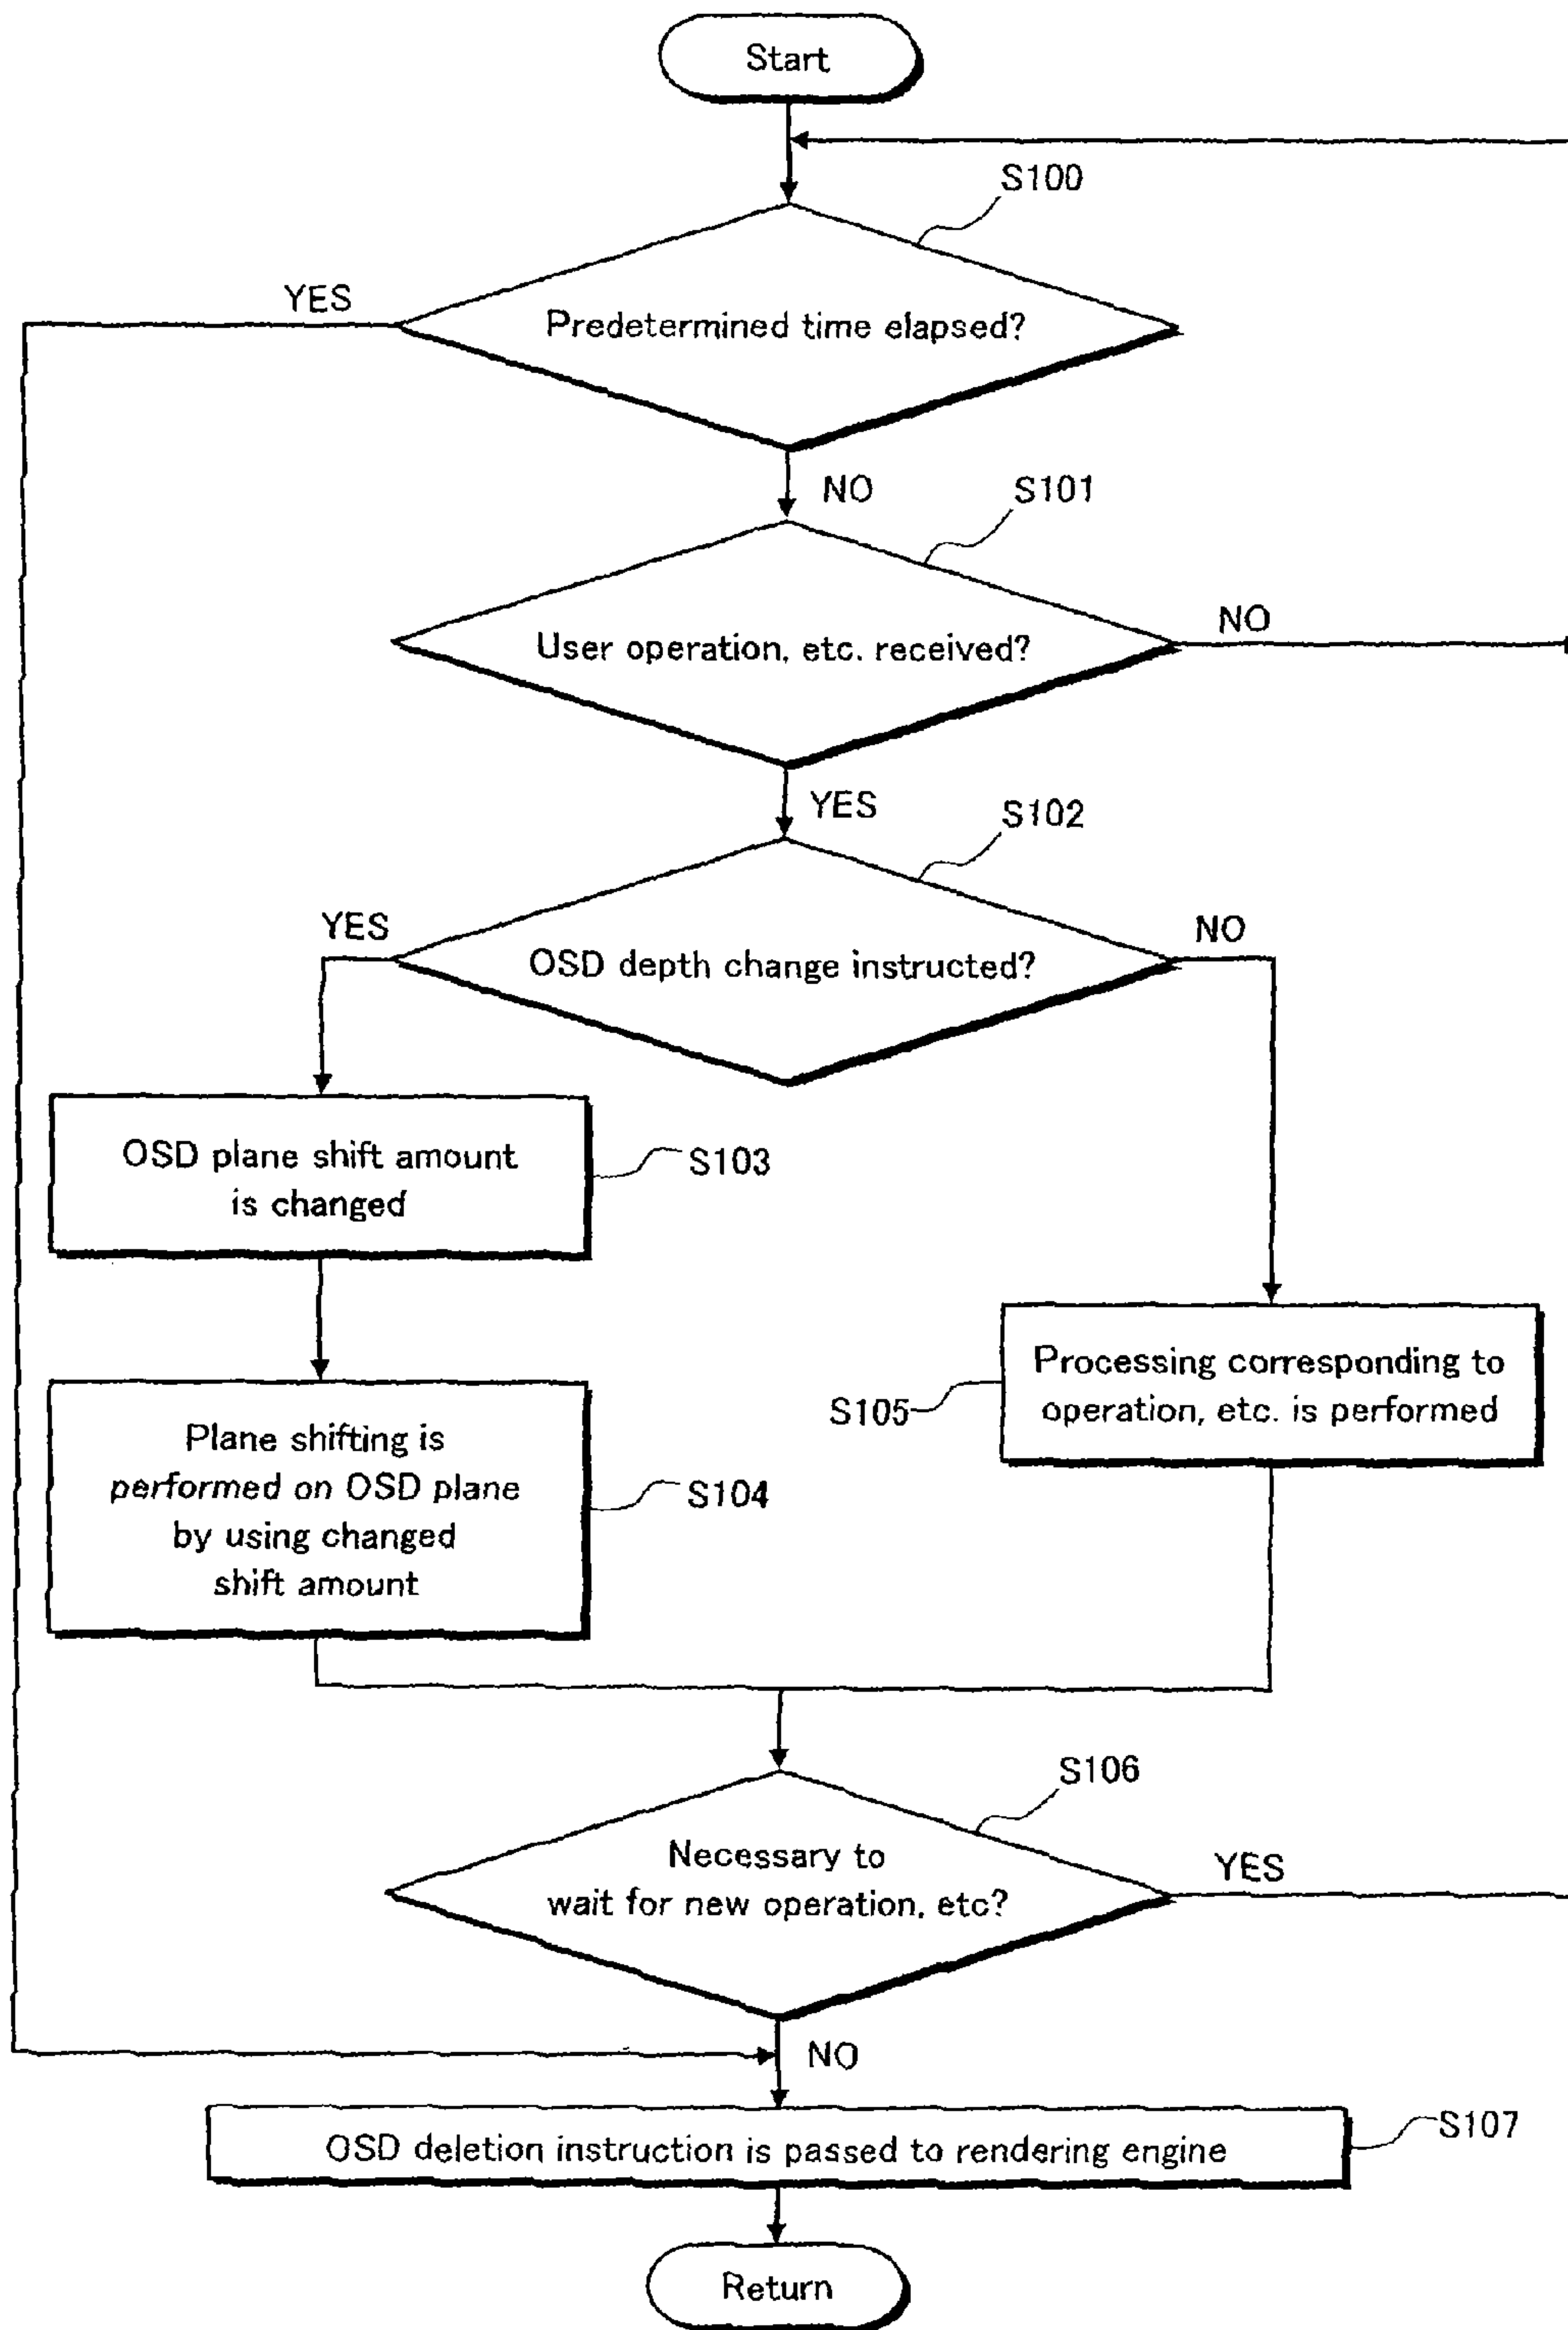 Start
S100
YES
Predetermined time elapsed?
NO
S101
User operation, etc. received?
NO
YES
S102
YES
OSD depth change instructed?
NO
OSD plane shift amount
is changed
S103
Processing corresponding to
operation, etc. is performed
S105
Plane shifting is
performed on OSD plane
by using changed
shift amount
S104
S106
Necessary to
wait for new operation, etc?
YES
NO
S107
OSD deletion instruction is passed to rendering engine
Return